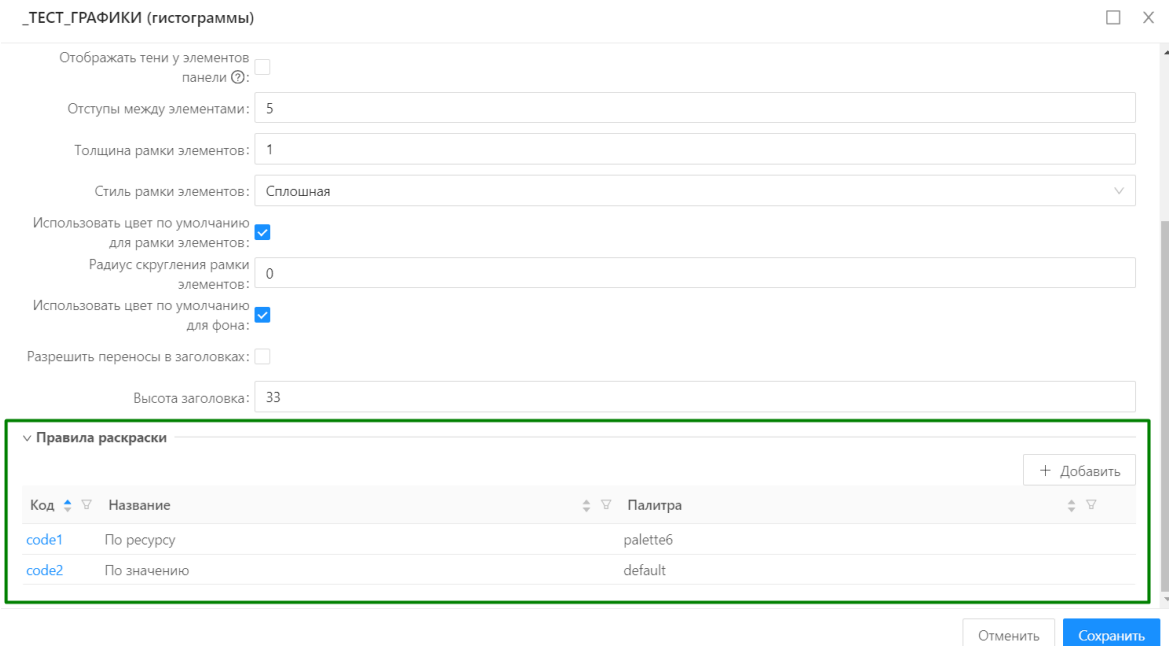 _ТЕСТ_ГРАФИКИ (гистограммы)
Отображать тени у элементов
панели ?:
Отступы между элементами: 5
Толщина рамки элементов: 1
Стиль рамки элементов: Сплошная
Использовать цвет по умолчанию
для рамки элементов:
Радиус скругления рамки
элементов: 0
Использовать цвет по умолчанию
для фона:
Разрешить переносы в заголовках:
Высота заголовка: 33
Правила раскраски
+ Добавить
Код Название Палитра
code1 По ресурсу palette6
code2 По значению default
Отменить Сохранить